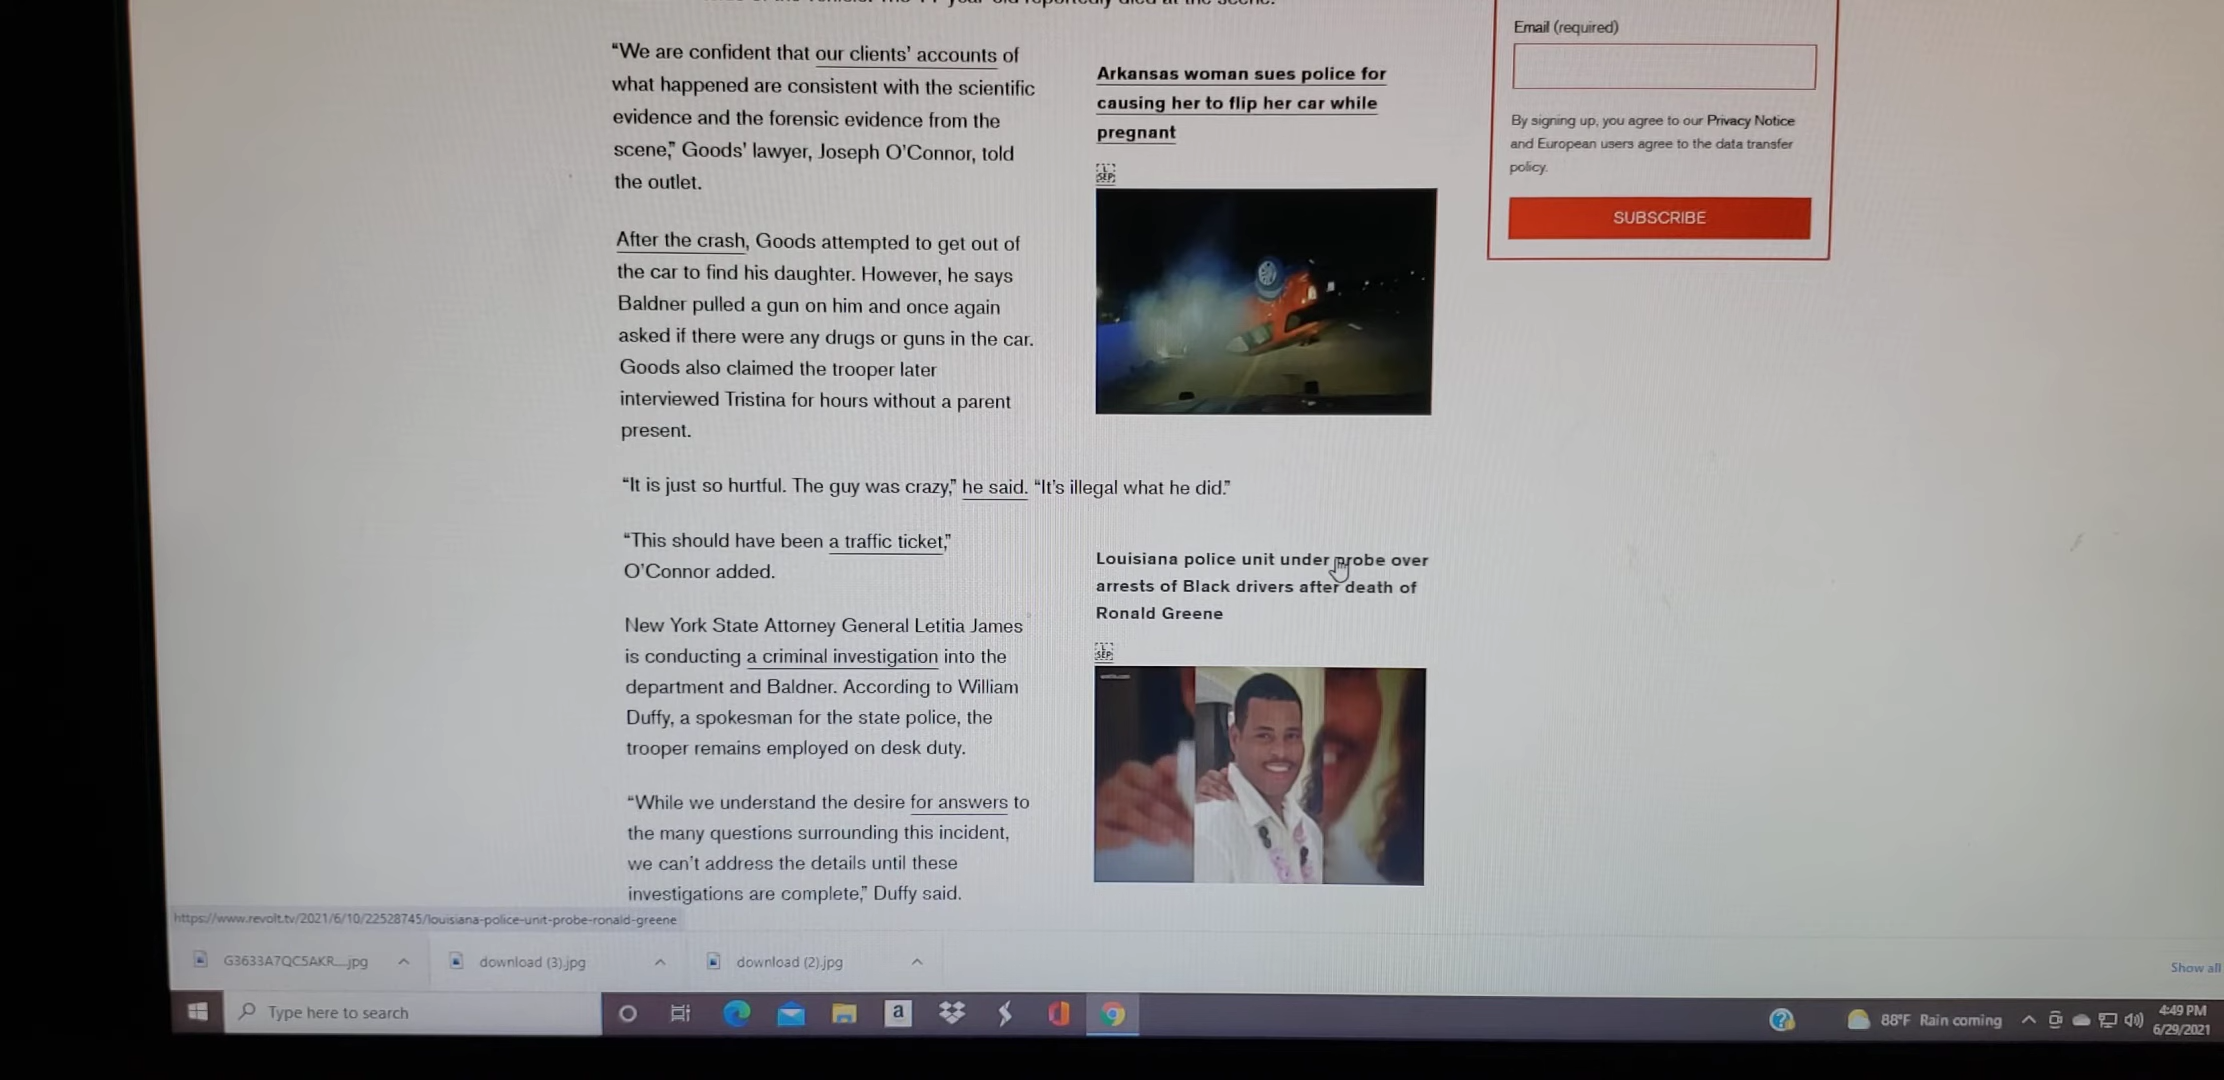 year old reportedly died at the scene.
“We are confident that our clients’ accounts of
what happened are consistent with the scientific
evidence and the forensic evidence from the
scene,” Goods’ lawyer, Joseph O’Connor, told
the outlet.
After the crash, Goods attempted to get out of
the car to find his daughter. However, he says
Baldner pulled a gun on him and once again
asked if there were any drugs or guns in the car.
Goods also claimed the trooper later
interviewed Tristina for hours without a parent
present.
Arkansas woman sues police for
causing her to flip her car while
pregnant
L
SEP
“It is just so hurtful. The guy was crazy,” he said. “It’s illegal what he did.”
“This should have been a traffic ticket,”
O’Connor added.
New York State Attorney General Letitia James
is conducting a criminal investigation into the
department and Baldner. According to William
Duffy, a spokesman for the state police, the
trooper remains employed on desk duty.
“While we understand the desire for answers to
the many questions surrounding this incident,
we can’t address the details until these
investigations are complete,” Duffy said.
Louisiana police unit under probe over
arrests of Black drivers after death of
Ronald Greene
L
SEP
Email (required)
By signing up, you agree to our Privacy Notice
and European users agree to the data transfer
policy.
SUBSCRIBE
https://www.revolt.tv/2021/6/10/22528745/louisiana-police-unit-probe-ronald-greene
G3633A7QC5AKR....jpg
download (3).jpg
download (2).jpg
Show all
Type here to search
a
88°F Rain coming
4:49 PM
6/29/2021